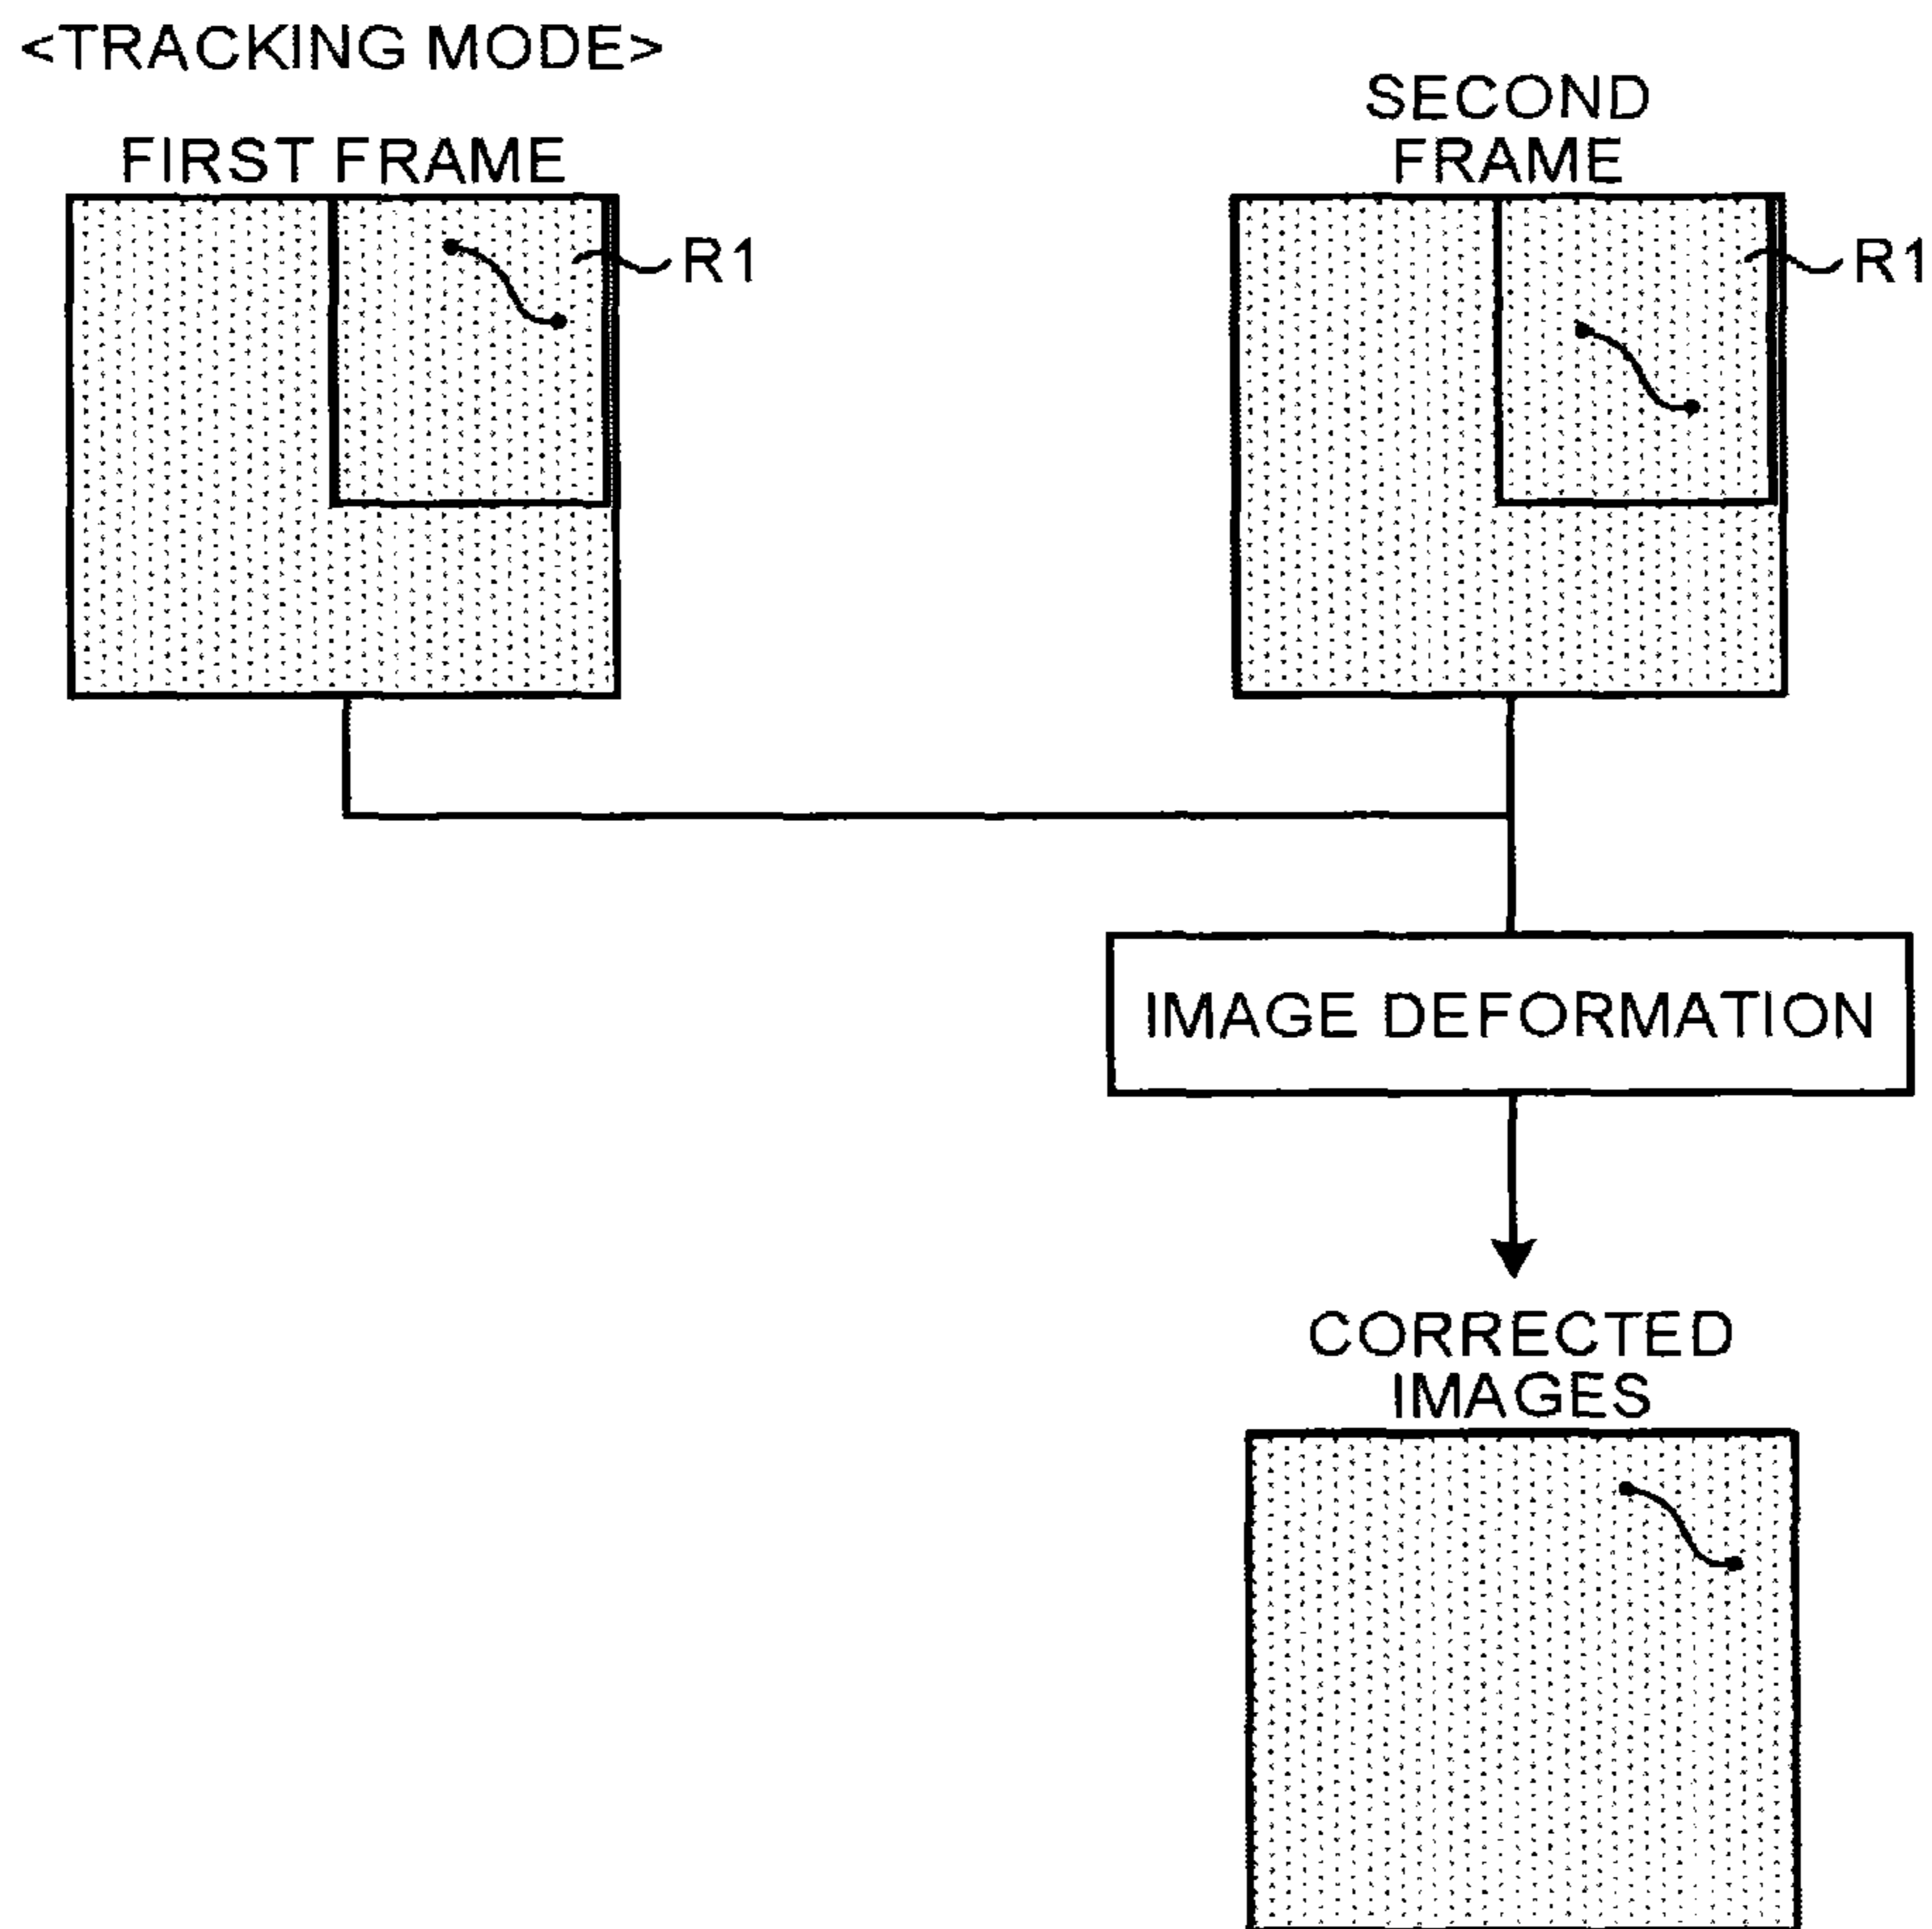 <TRACKING MODE>
FIRST FRAME
R1
SECOND
FRAME
R1
IMAGE DEFORMATION
CORRECTED
IMAGES